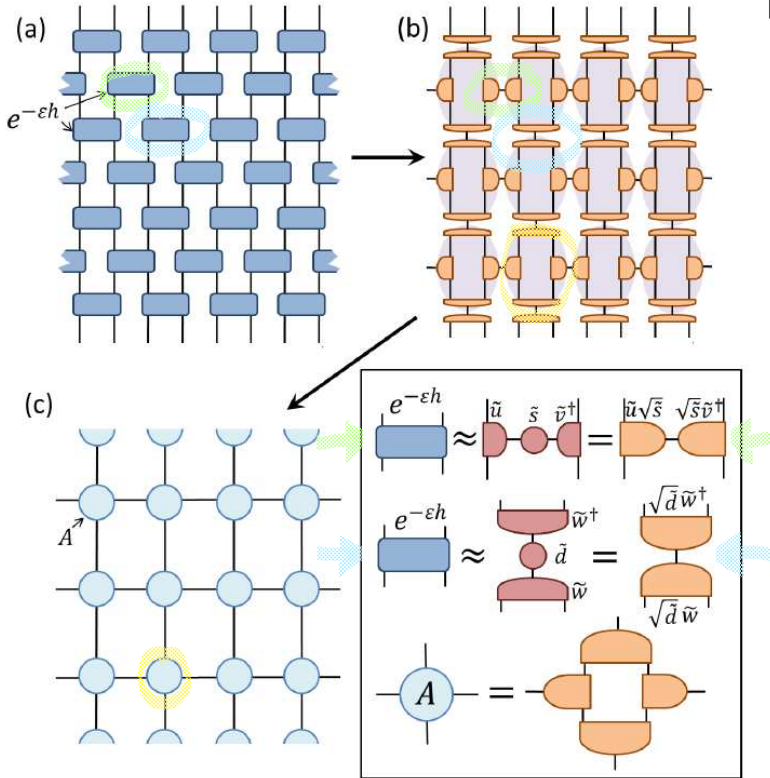 (a)
(b)
e^{-εh}
(c)
A
e^{-εh} ≈ ũ s̃ ṽ† = ũ√s̃ √s̃ṽ†
e^{-εh} ≈ w̃† d̃ w̃ = √d̃ w̃† √d̃ w̃
A =